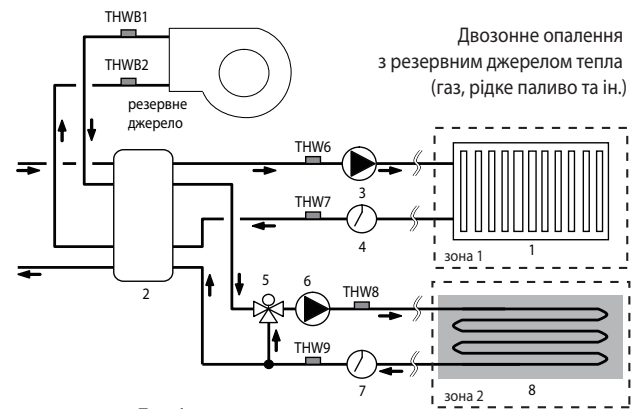 THWB1
Двозонне опалення
з резервним джерелом тепла
(газ, рідке паливо та ін.)
THWB2
резервне
джерело
THW6
3
THW7
4
зона 1
1
2
5
6
THW8
THW9
7
зона 2
8